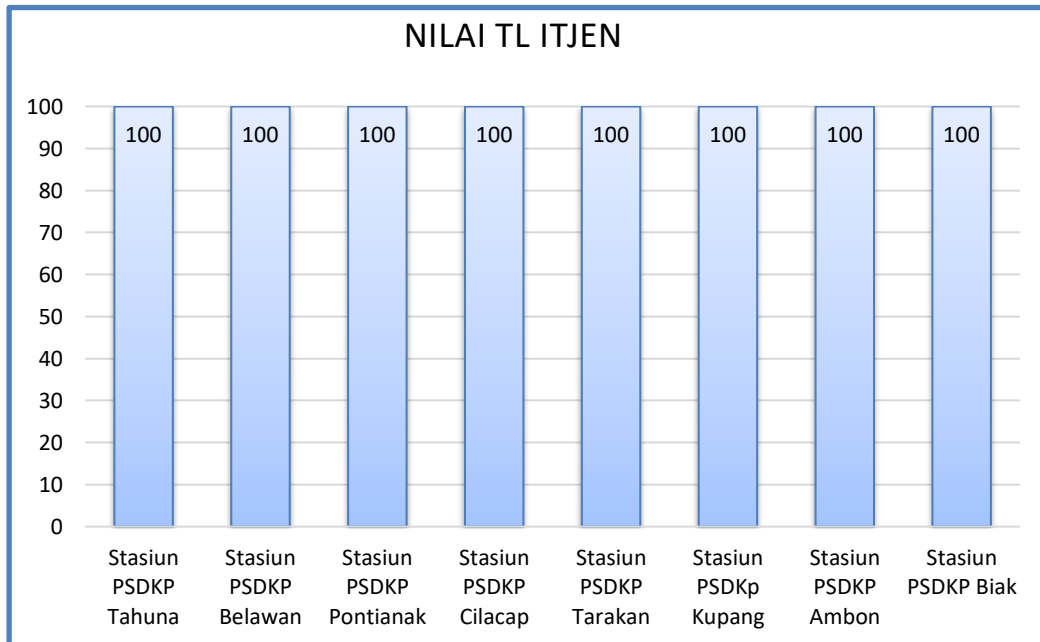 NILAI TL ITJEN
100
90
80
70
60
50
40
30
20
10
0
100 100 100 100 100 100 100 100
Stasiun PSDKP Tahuna
Stasiun PSDKP Belawan
Stasiun PSDKP Pontianak
Stasiun PSDKP Cilacap
Stasiun PSDKP Tarakan
Stasiun PSDKp Kupang
Stasiun PSDKP Ambon
Stasiun PSDKP Biak